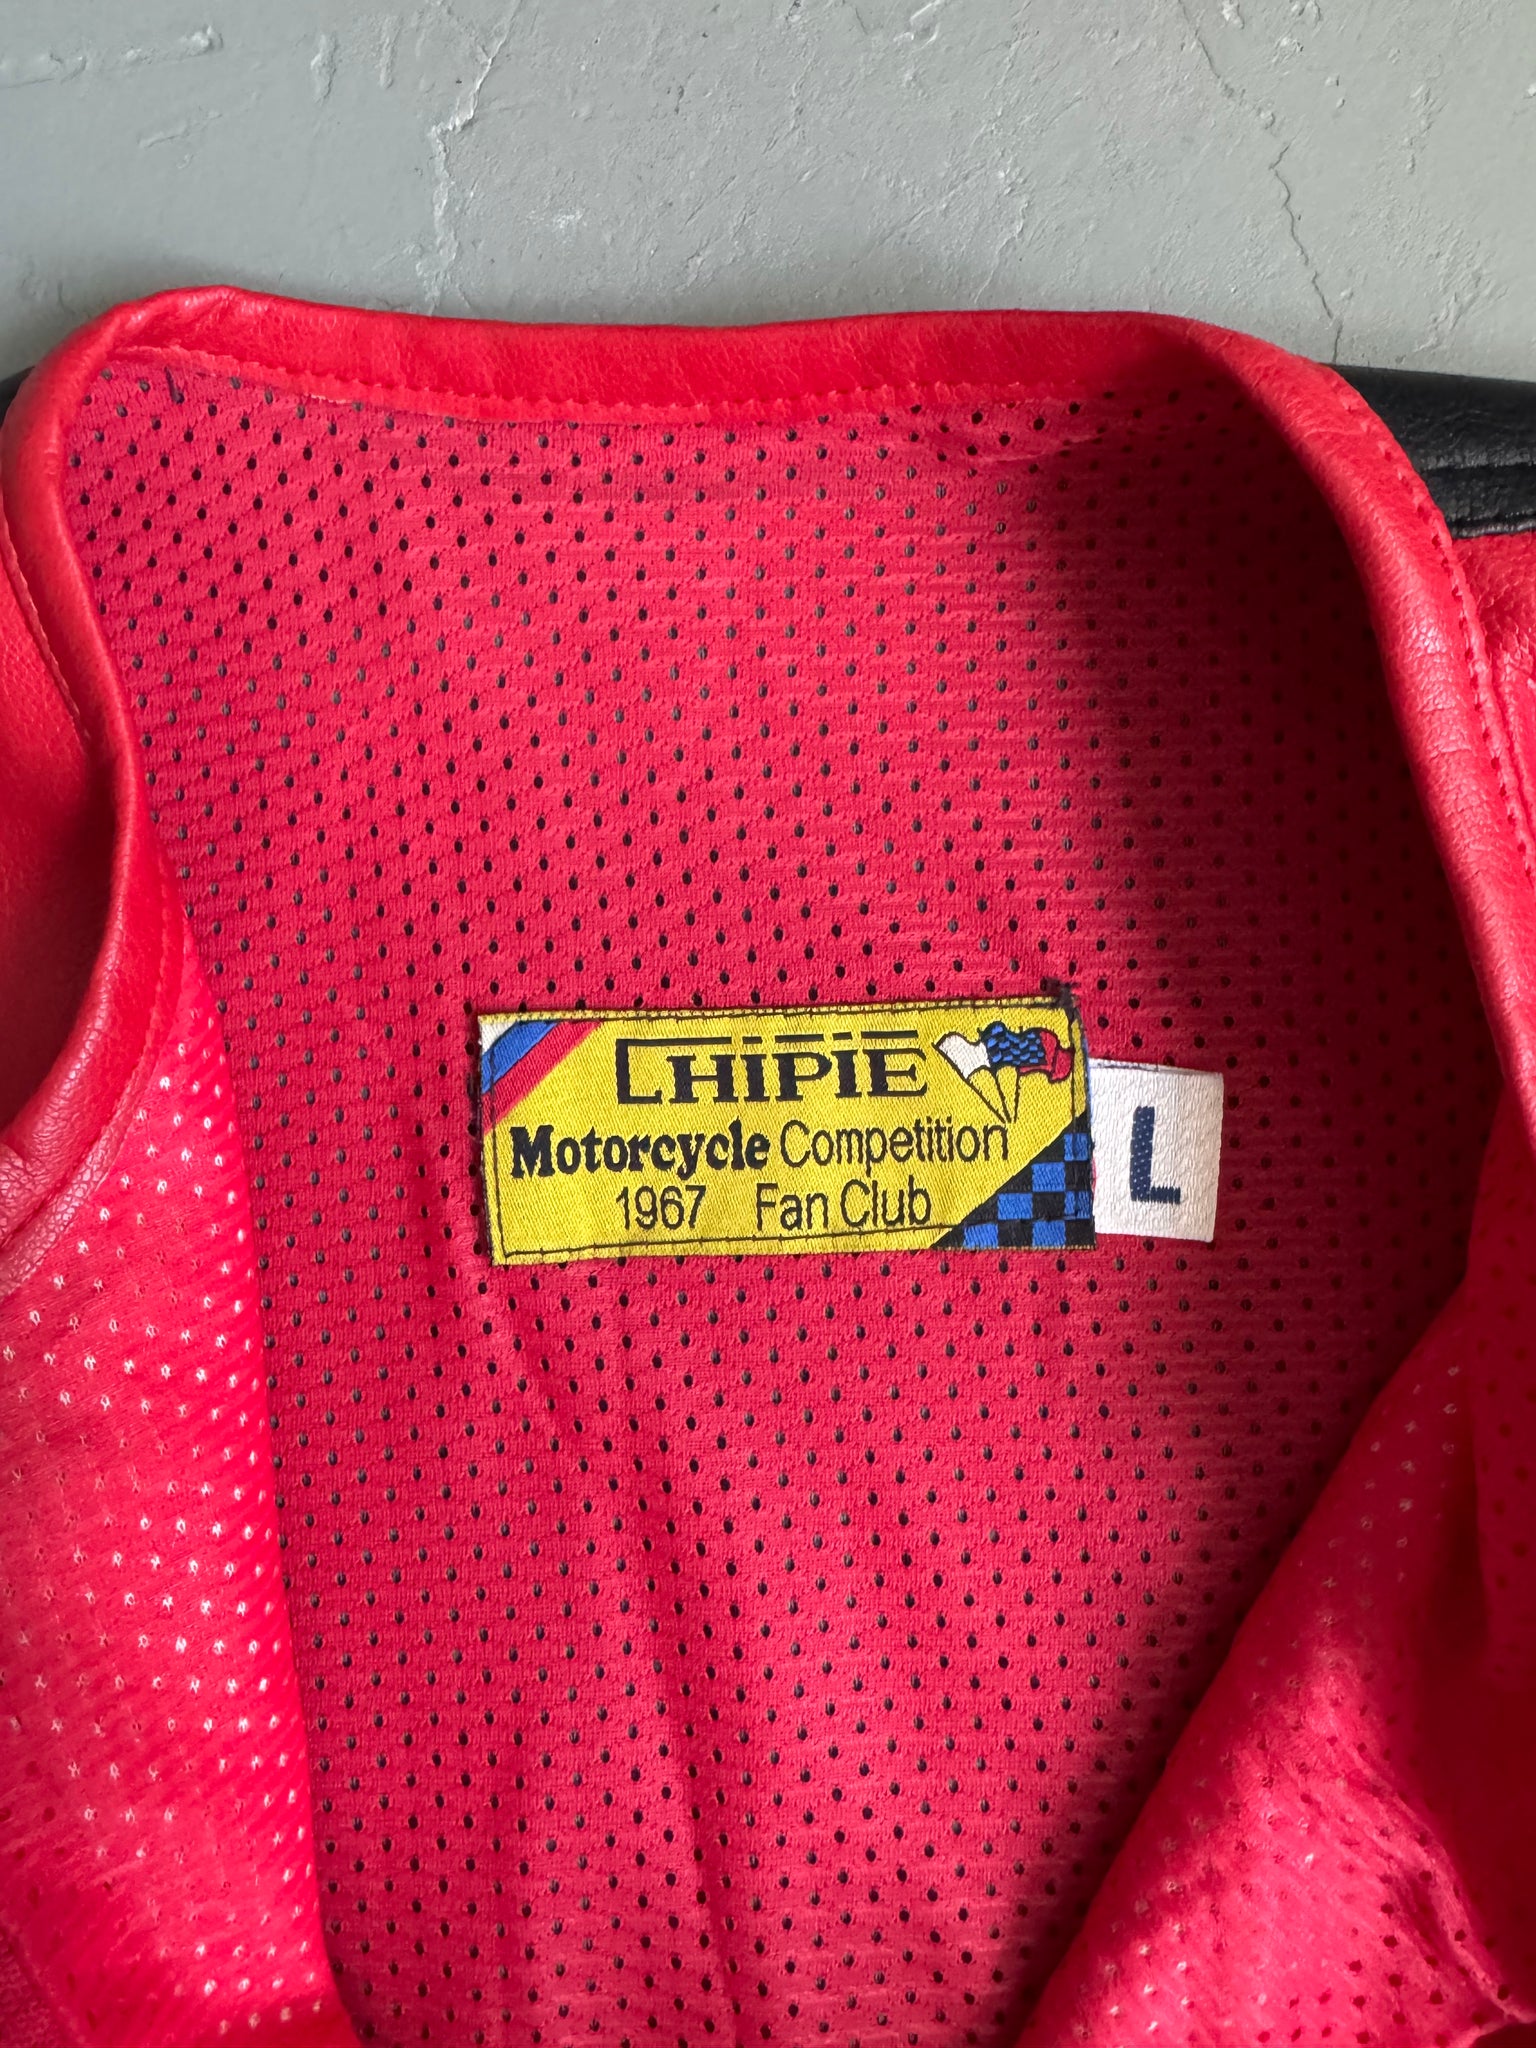 CHIPIE
Motorcycle Competition
1967 Fan Club
L